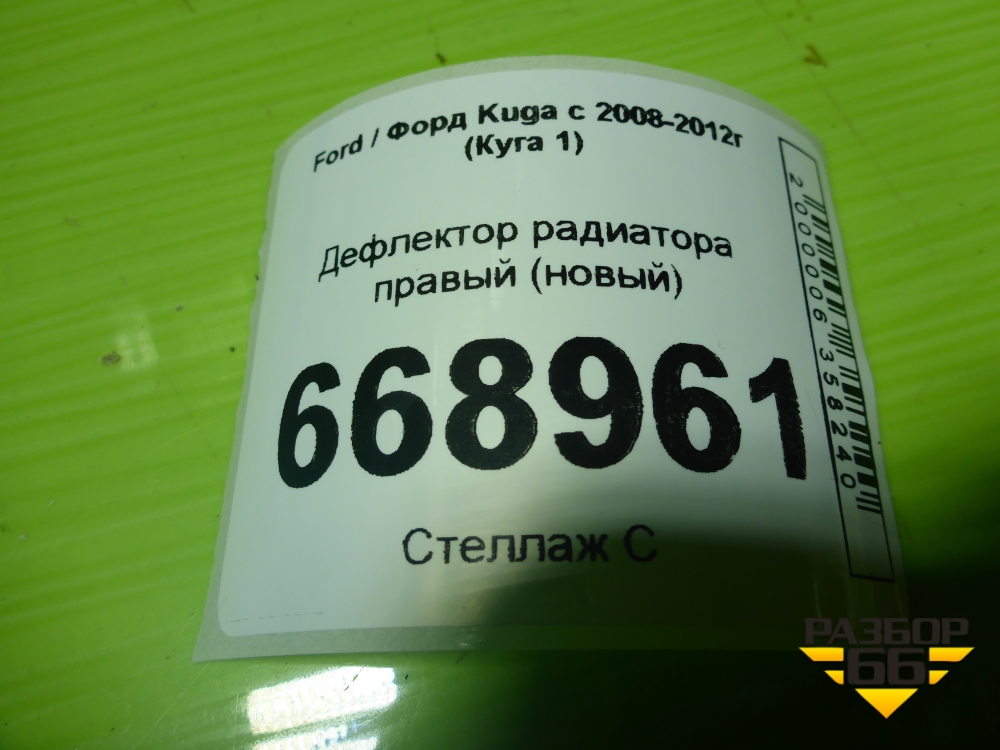 Ford / Форд Kuga с 2008-2012г
(Куга 1)
Дефлектор радиатора
правый (новый)
668961
Стеллаж С
2000006358240
РАЗБОР
66